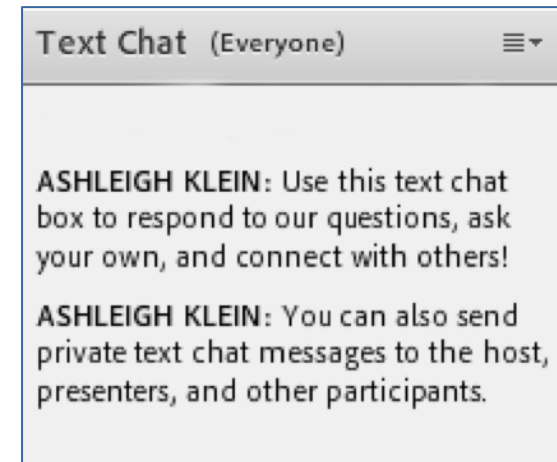 Text Chat (Everyone)
ASHLEIGH KLEIN: Use this text chat
box to respond to our questions, ask
your own, and connect with others!
ASHLEIGH KLEIN: You can also send
private text chat messages to the host,
presenters, and other participants.